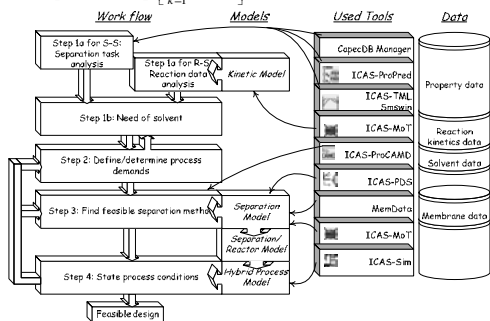 k=1
Work flow
Models
Used Tools
Data
Step 1a for S-S:
Separation task
analysis
Step 1a for R-S
Reaction data
analysis
Kinetic Model
Step 1b: Need of solvent
Step 2: Define/determine process
demands
Step 3: Find feasible separation metho
Separation
Model
Separation/
Reactor Model
Step 4: State process conditions
Hybrid Process
Model
Feasible design
CapecDB Manager
ICAS-ProPred
ICAS-TML
Smswin
ICAS-MoT
ICAS-ProCAMD
ICAS-PDS
MemData
ICAS-MoT
ICAS-Sim
Property data
Reaction
kinetics data
Solvent data
Membrane data